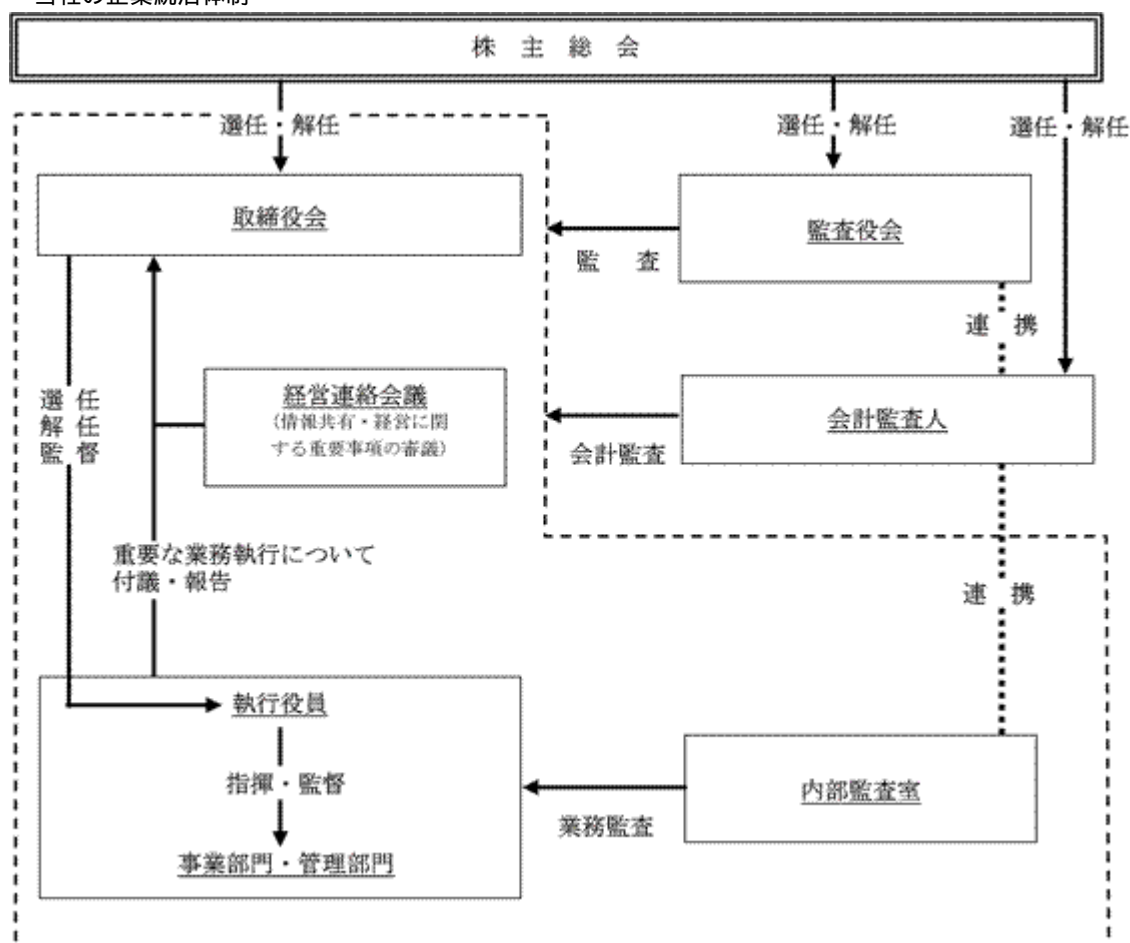 当社の企業統治体制
株 主 総 会
選任・解任
選任・解任
選任・解任
取締役会
監査役会
監 査
連 携
経営連絡会議
(情報共有・経営に関
する重要事項の審議)
会計監査人
会計監査
選 任
解 任
監 督
重要な業務執行について
付議・報告
連 携
執行役員
指揮・監督
事業部門・管理部門
内部監査室
業務監査